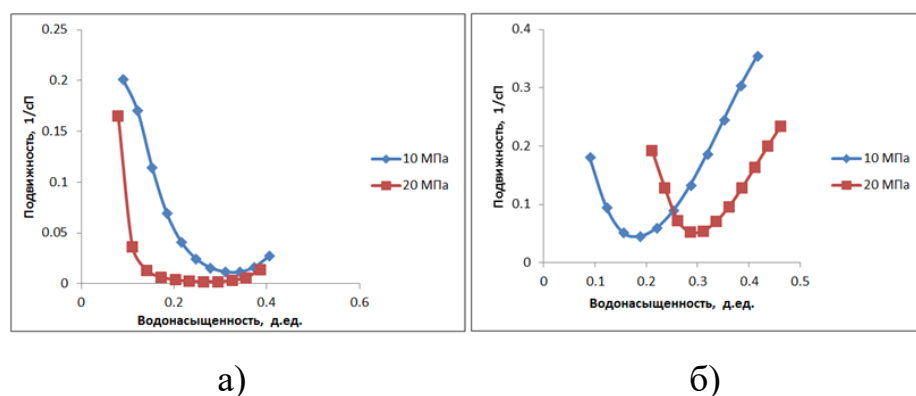 0.25
0.2
0.15
0.1
0.05
0
0
0.2
0.4
0.6
Подвижность, 1/сП
Водонасыщенность, д.ед.
10 МПа
20 МПа
а)
0.4
0.3
0.2
0.1
0
0
0.1
0.2
0.3
0.4
0.5
Подвижность, 1/сП
Водонасыщенность, д.ед.
10 МПа
20 МПа
б)